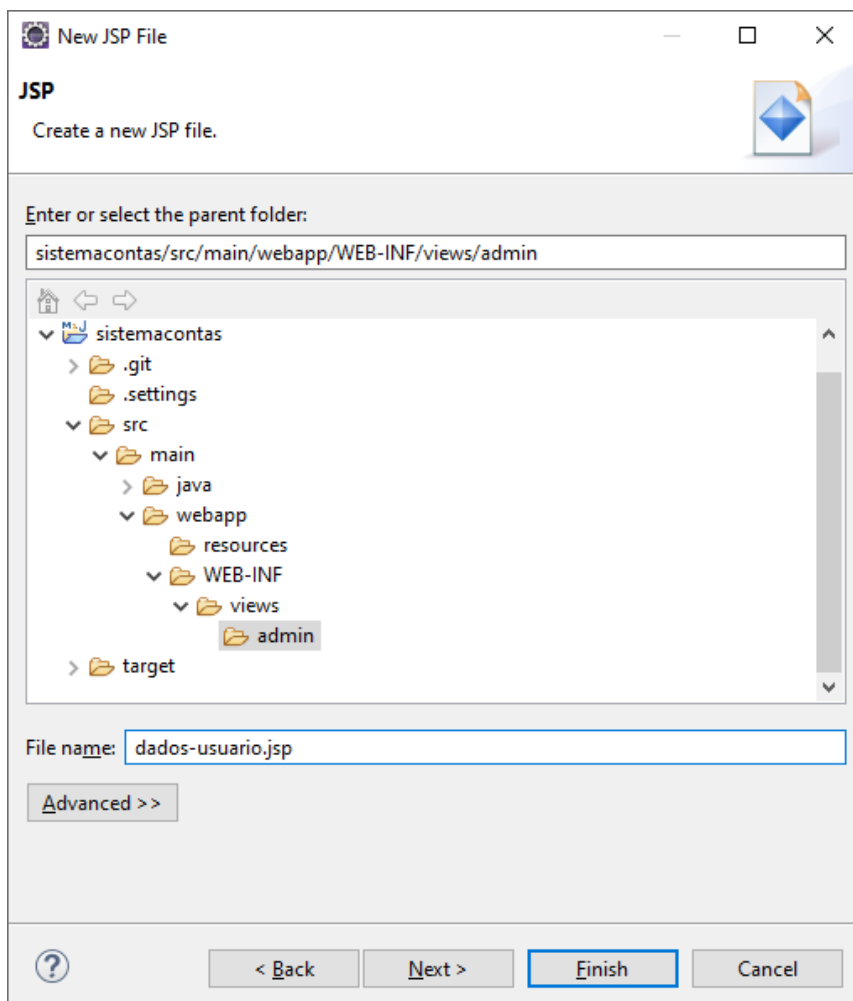 New JSP File
JSP
Create a new JSP file.
Enter or select the parent folder:
sistemacontas/src/main/webapp/WEB-INF/views/admin
sistemacontas
.git
.settings
src
main
java
webapp
resources
WEB-INF
views
admin
target
File name: dados-usuario.jsp
Advanced >>
< Back Next > Finish Cancel